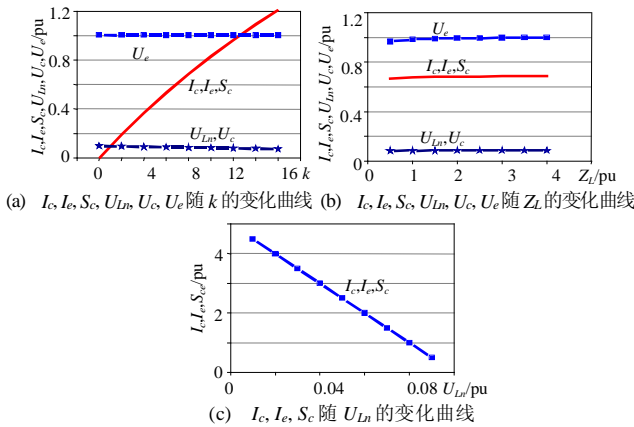 I_c,I_e,S_c,U_Ln,U_c,U_e/pu
1.2
0.8
0.4
0
U_e
I_c,I_e,S_c
U_Ln,U_c
0 4 8 12 16 k
(a) I_c, I_e, S_c, U_Ln, U_c, U_e 随 k 的变化曲线
I_c,I_e,S_c,U_Ln,U_c,U_e/pu
1.2
0.8
0.4
0
U_e
I_c,I_e,S_c
U_Ln,U_c
0 1 2 3 4 Z_L/pu
(b) I_c, I_e, S_c, U_Ln, U_c, U_e 随 Z_L 的变化曲线
I_c,I_e,S_ce/pu
4
2
0
I_c,I_e,S_c
0 0.04 0.08 U_Ln/pu
(c) I_c, I_e, S_c 随 U_Ln 的变化曲线